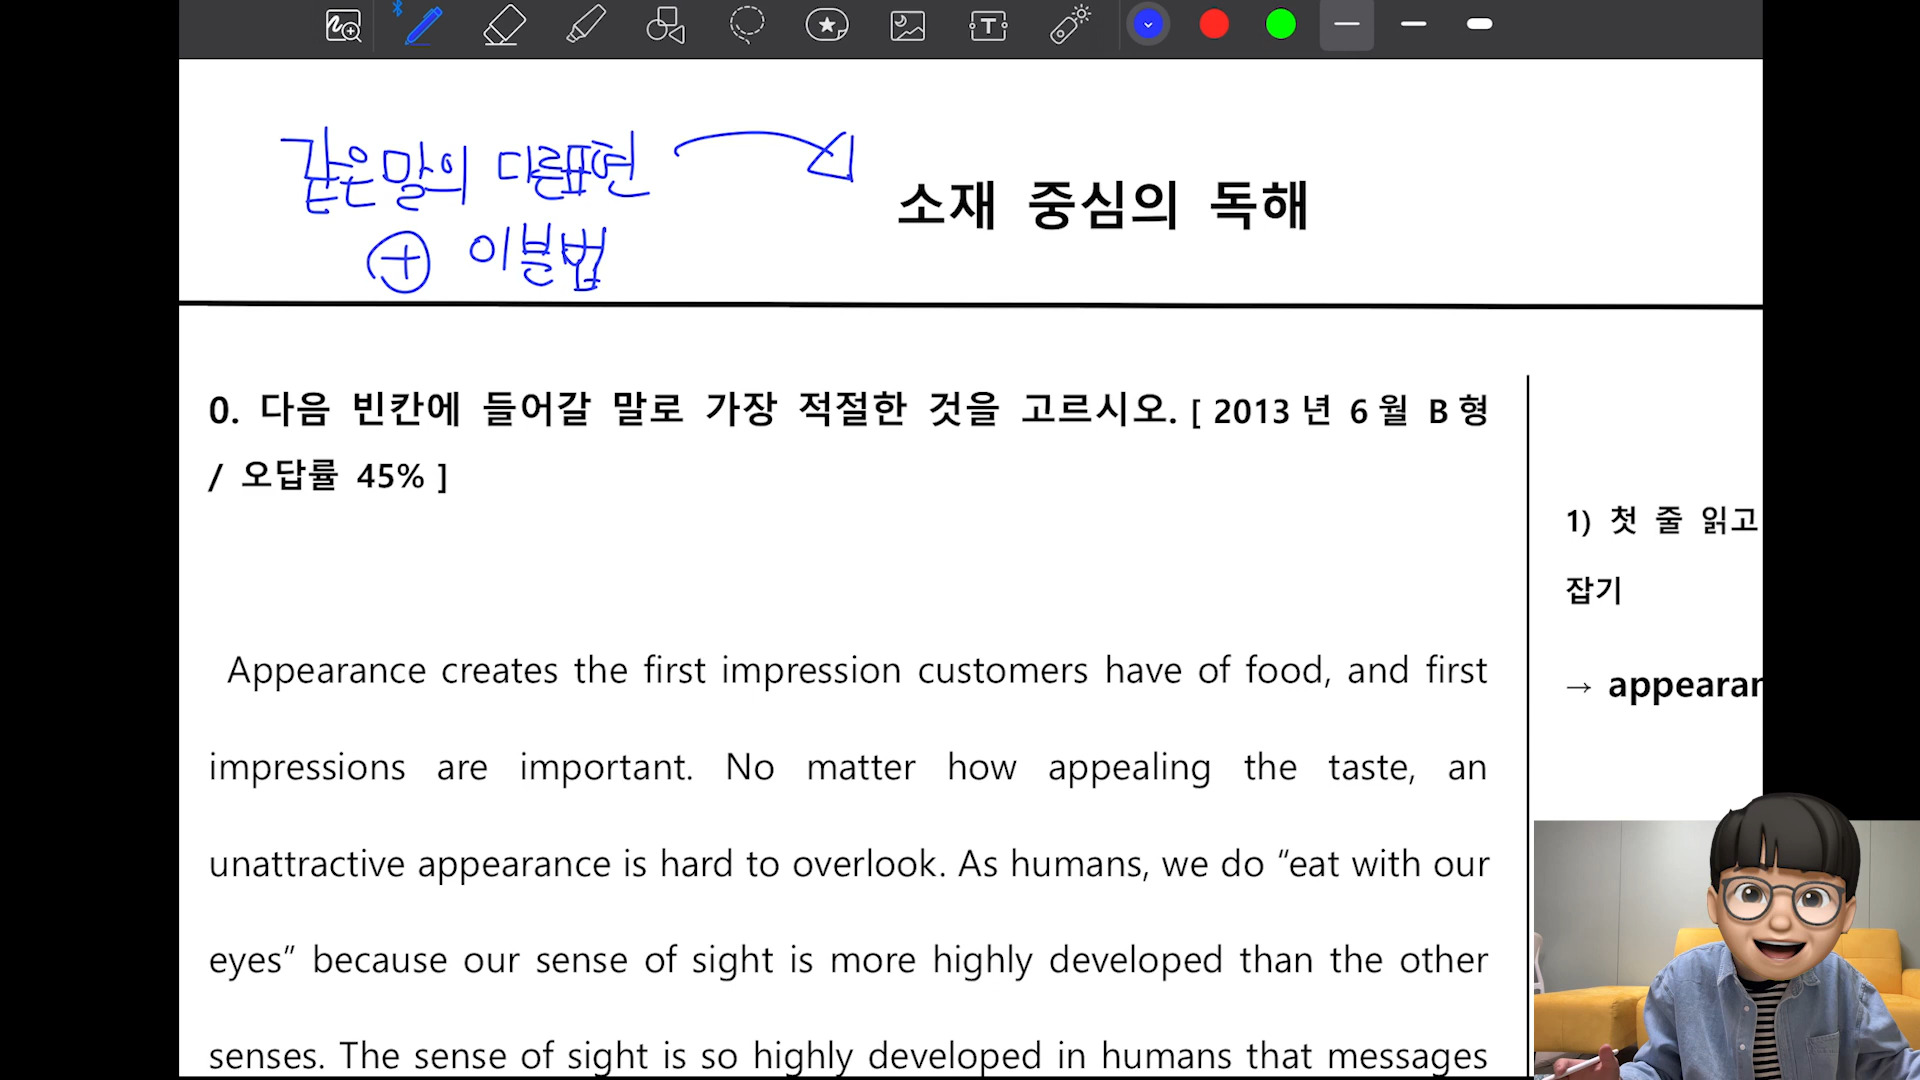 같은말의 다른표현
⊕ 이분법
소재 중심의 독해
0. 다음 빈칸에 들어갈 말로 가장 적절한 것을 고르시오. [ 2013 년 6 월 B 형
/ 오답률 45% ]
Appearance creates the first impression customers have of food, and first
impressions are important. No matter how appealing the taste, an
unattractive appearance is hard to overlook. As humans, we do “eat with our
eyes” because our sense of sight is more highly developed than the other
senses. The sense of sight is so highly developed in humans that messages
1) 첫 줄 읽고
잡기
→ appearan